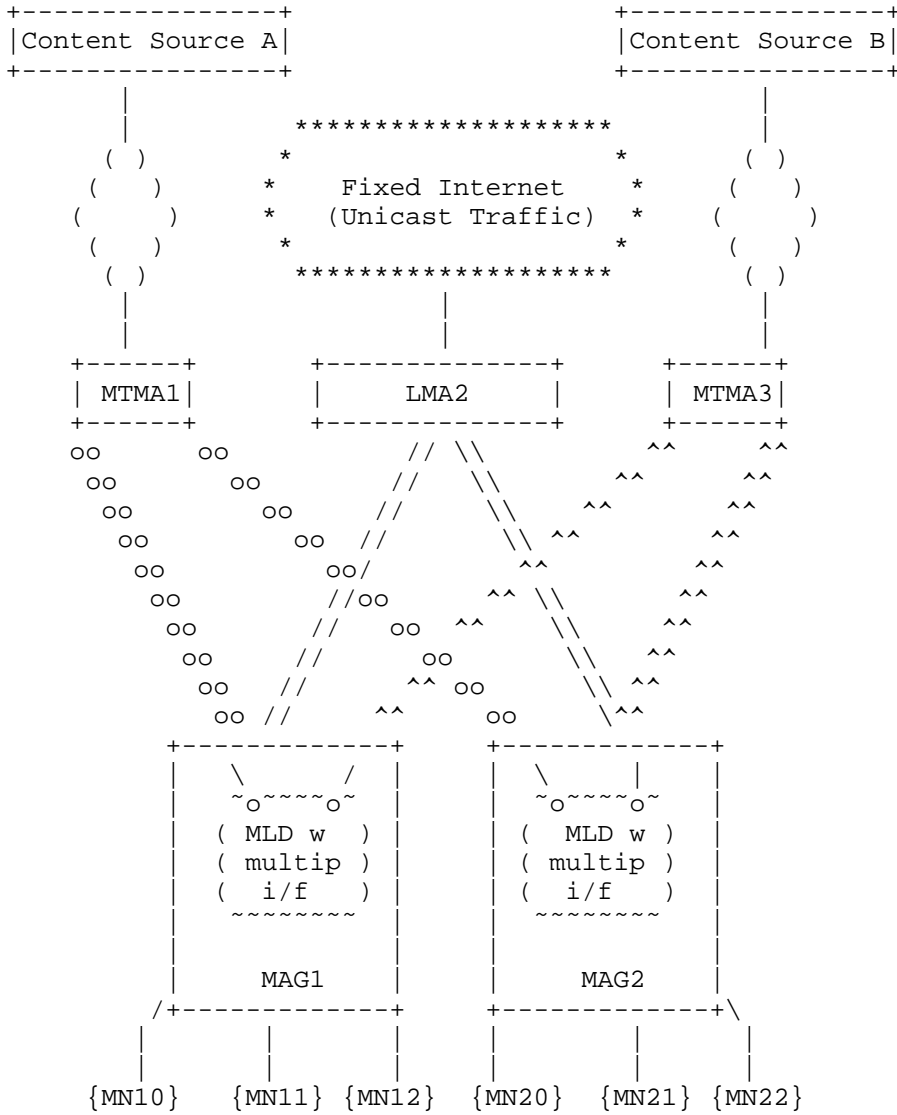 Content Source A Content Source B
Fixed Internet
(Unicast Traffic)
MTMA1 LMA2 MTMA3
MLD w MLD w
multip multip
i/f i/f
MAG1 MAG2
{MN10} {MN11} {MN12} {MN20} {MN21} {MN22}